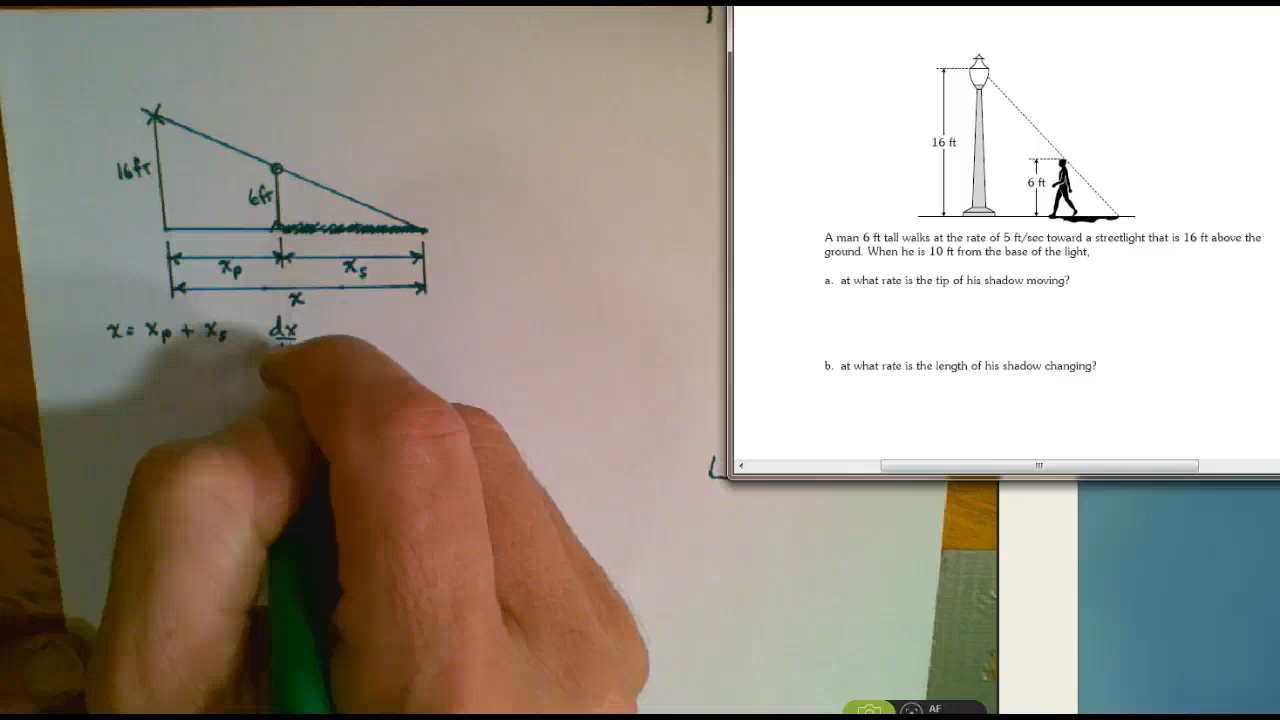 16ft
6ft
xp
xs
x
x = xp + xs dx
16 ft
6 ft
A man 6 ft tall walks at the rate of 5 ft/sec toward a streetlight that is 16 ft above the
ground. When he is 10 ft from the base of the light,
a. at what rate is the tip of his shadow moving?
b. at what rate is the length of his shadow changing?
AF